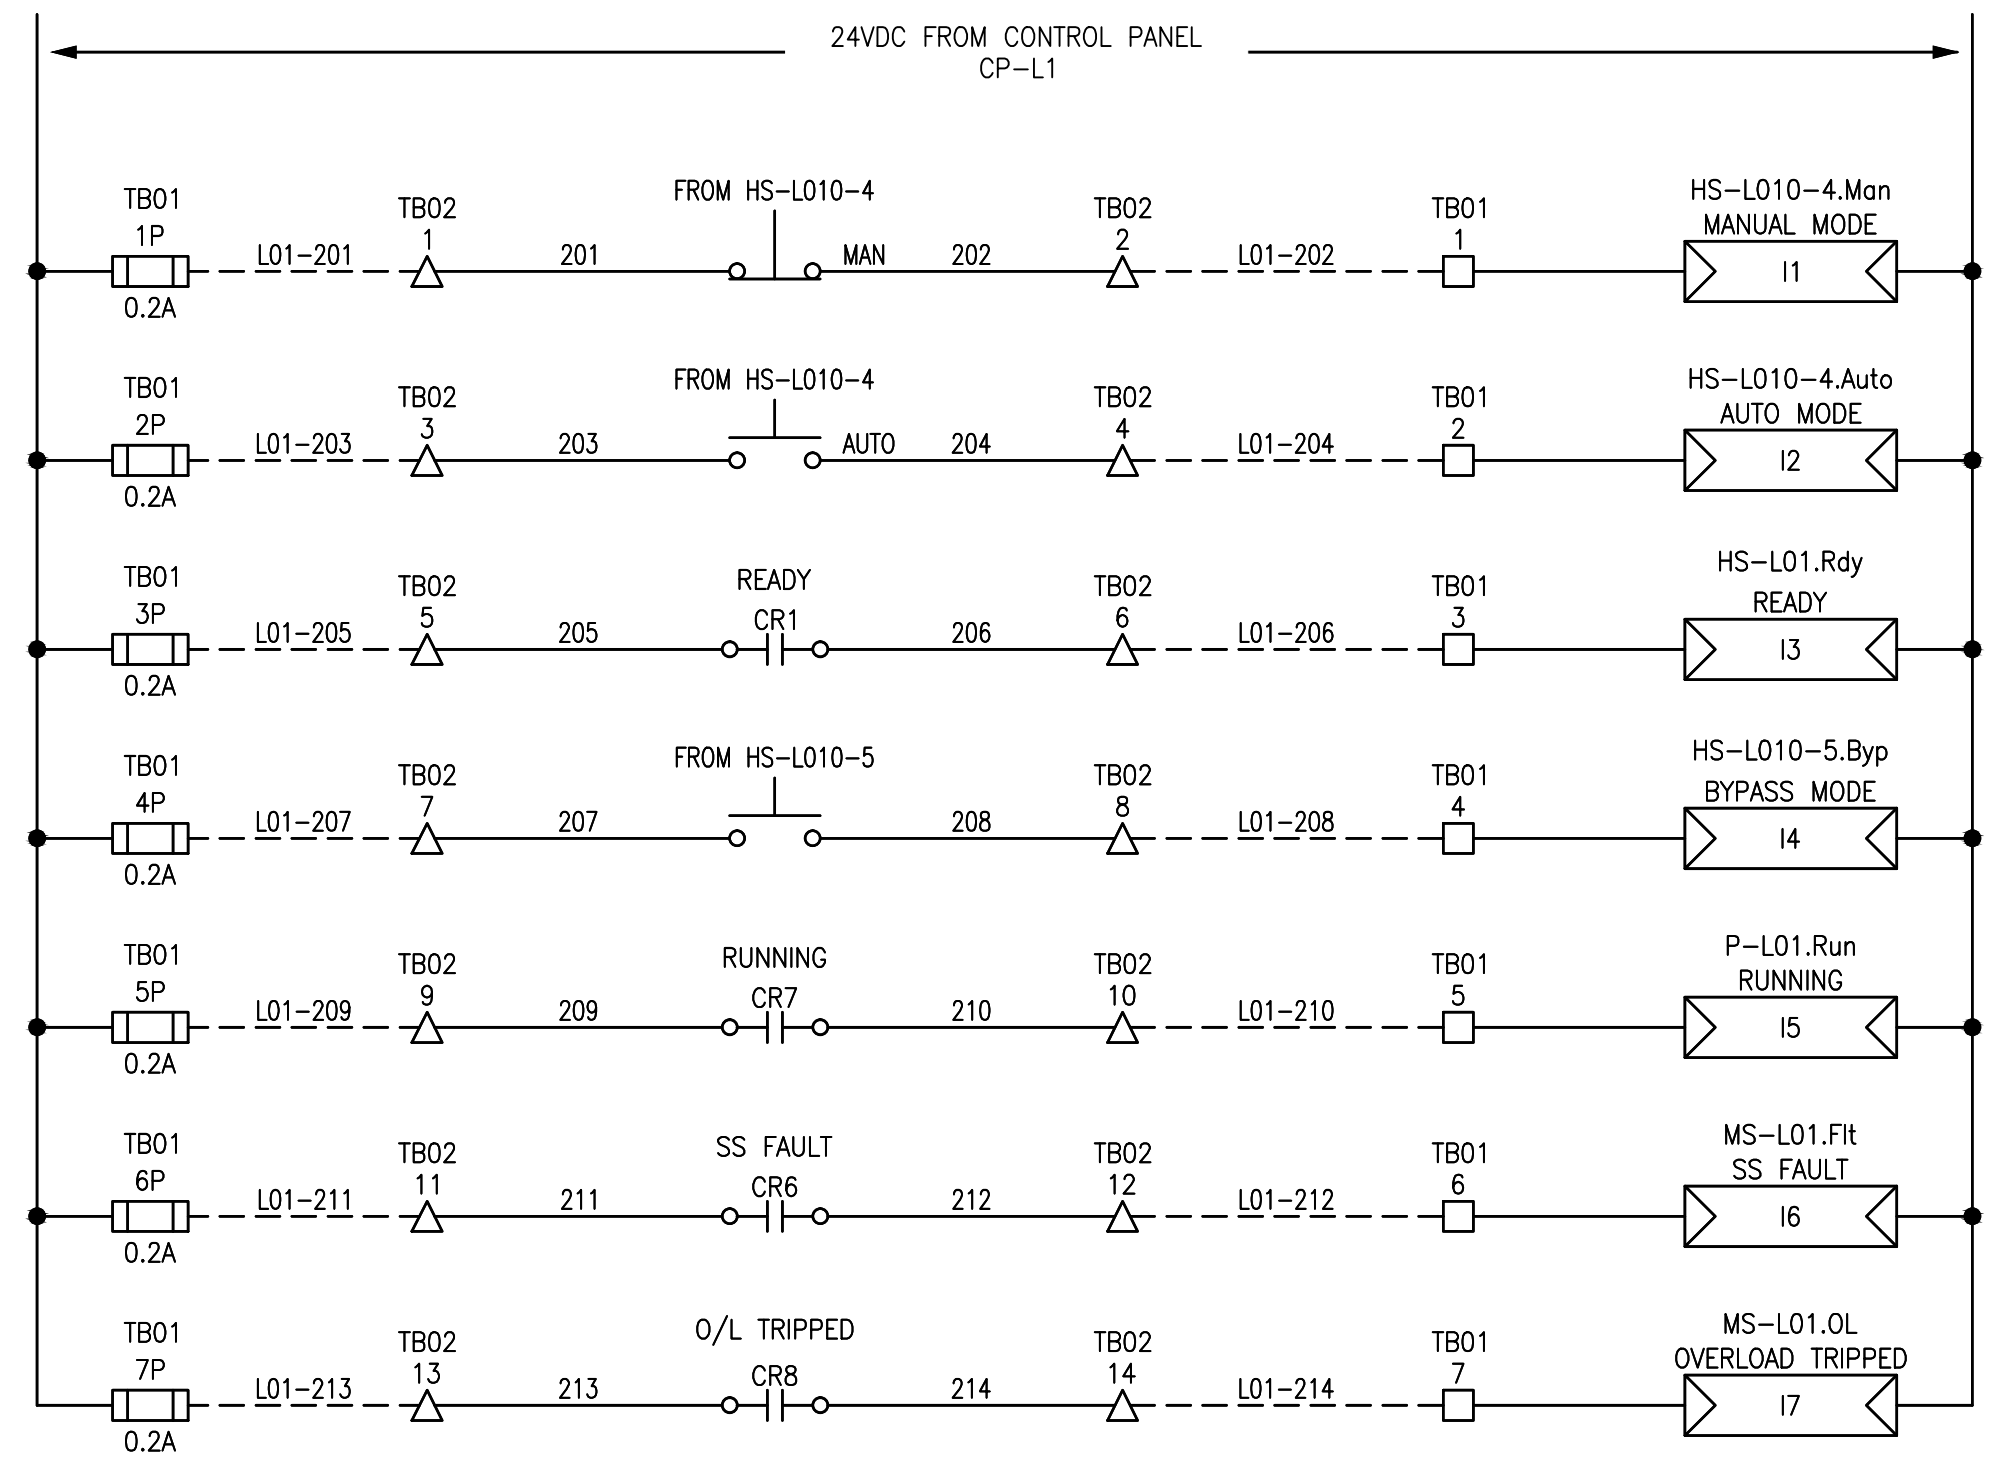 24VDC FROM CONTROL PANEL
CP-L1
TB01
1P
0.2A
L01-201
TB02
1
201
FROM HS-L010-4
MAN
202
TB02
2
L01-202
TB01
1
HS-L010-4.Man
MANUAL MODE
I1
TB01
2P
0.2A
L01-203
TB02
3
203
FROM HS-L010-4
AUTO
204
TB02
4
L01-204
TB01
2
HS-L010-4.Auto
AUTO MODE
I2
TB01
3P
0.2A
L01-205
TB02
5
205
READY
CR1
206
TB02
6
L01-206
TB01
3
HS-L01.Rdy
READY
I3
TB01
4P
0.2A
L01-207
TB02
7
207
FROM HS-L010-5
208
TB02
8
L01-208
TB01
4
HS-L010-5.Byp
BYPASS MODE
I4
TB01
5P
0.2A
L01-209
TB02
9
209
RUNNING
CR7
210
TB02
10
L01-210
TB01
5
P-L01.Run
RUNNING
I5
TB01
6P
0.2A
L01-211
TB02
11
211
SS FAULT
CR6
212
TB02
12
L01-212
TB01
6
MS-L01.Flt
SS FAULT
I6
TB01
7P
0.2A
L01-213
TB02
13
213
O/L TRIPPED
CR8
214
TB02
14
L01-214
TB01
7
MS-L01.OL
OVERLOAD TRIPPED
I7